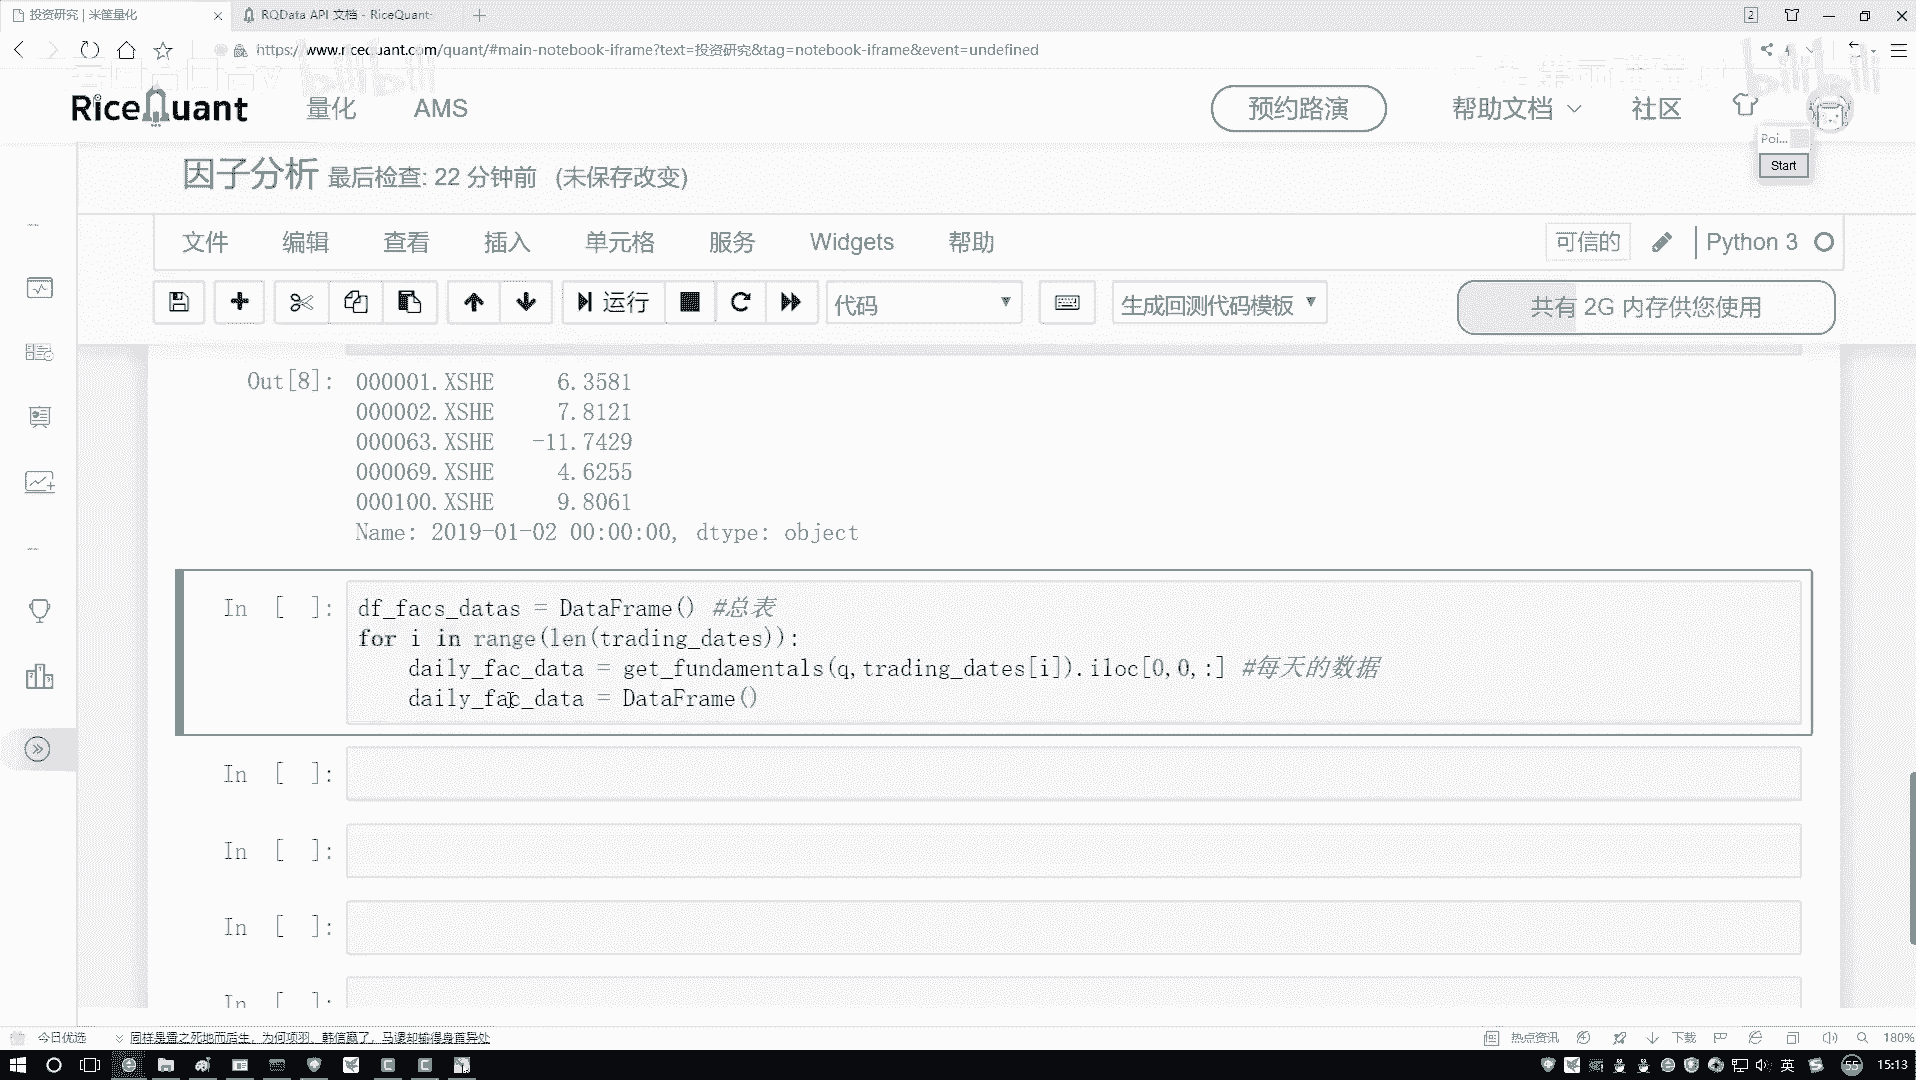 投资研究 | 米筐量化
RQData API 文档 - RiceQuant
2
https://www.ricequant.com/quant/#main-notebook-iframe?text=投资研究&tag=notebook-iframe&event=undefined
bilibili
bilibili
RiceQuant
量化
AMS
预约路演
帮助文档
社区
Poi...
Start
因子分析 最后检查: 22 分钟前 (未保存改变)
文件 编辑 查看 插入 单元格 服务 Widgets 帮助
可信的
Python 3
运行
代码
生成回测代码模板
共有 2G 内存供您使用
Out[8]: 000001.XSHE 6.3581
000002.XSHE 7.8121
000063.XSHE -11.7429
000069.XSHE 4.6255
000100.XSHE 9.8061
Name: 2019-01-02 00:00:00, dtype: object
In [ ]: df_facs_datas = DataFrame() #总表
for i in range(len(trading_dates)):
daily_fac_data = get_fundamentals(q,trading_dates[i]).iloc[0,0,:] #每天的数据
daily_fac_data = DataFrame()
In [ ]:
In [ ]:
In [ ]:
In [ ]:
今日优选
同样是置之死地而后生，为何项羽、韩信赢了，马谡却输得身首异处
热点资讯
下载
180%
英
55
15:13